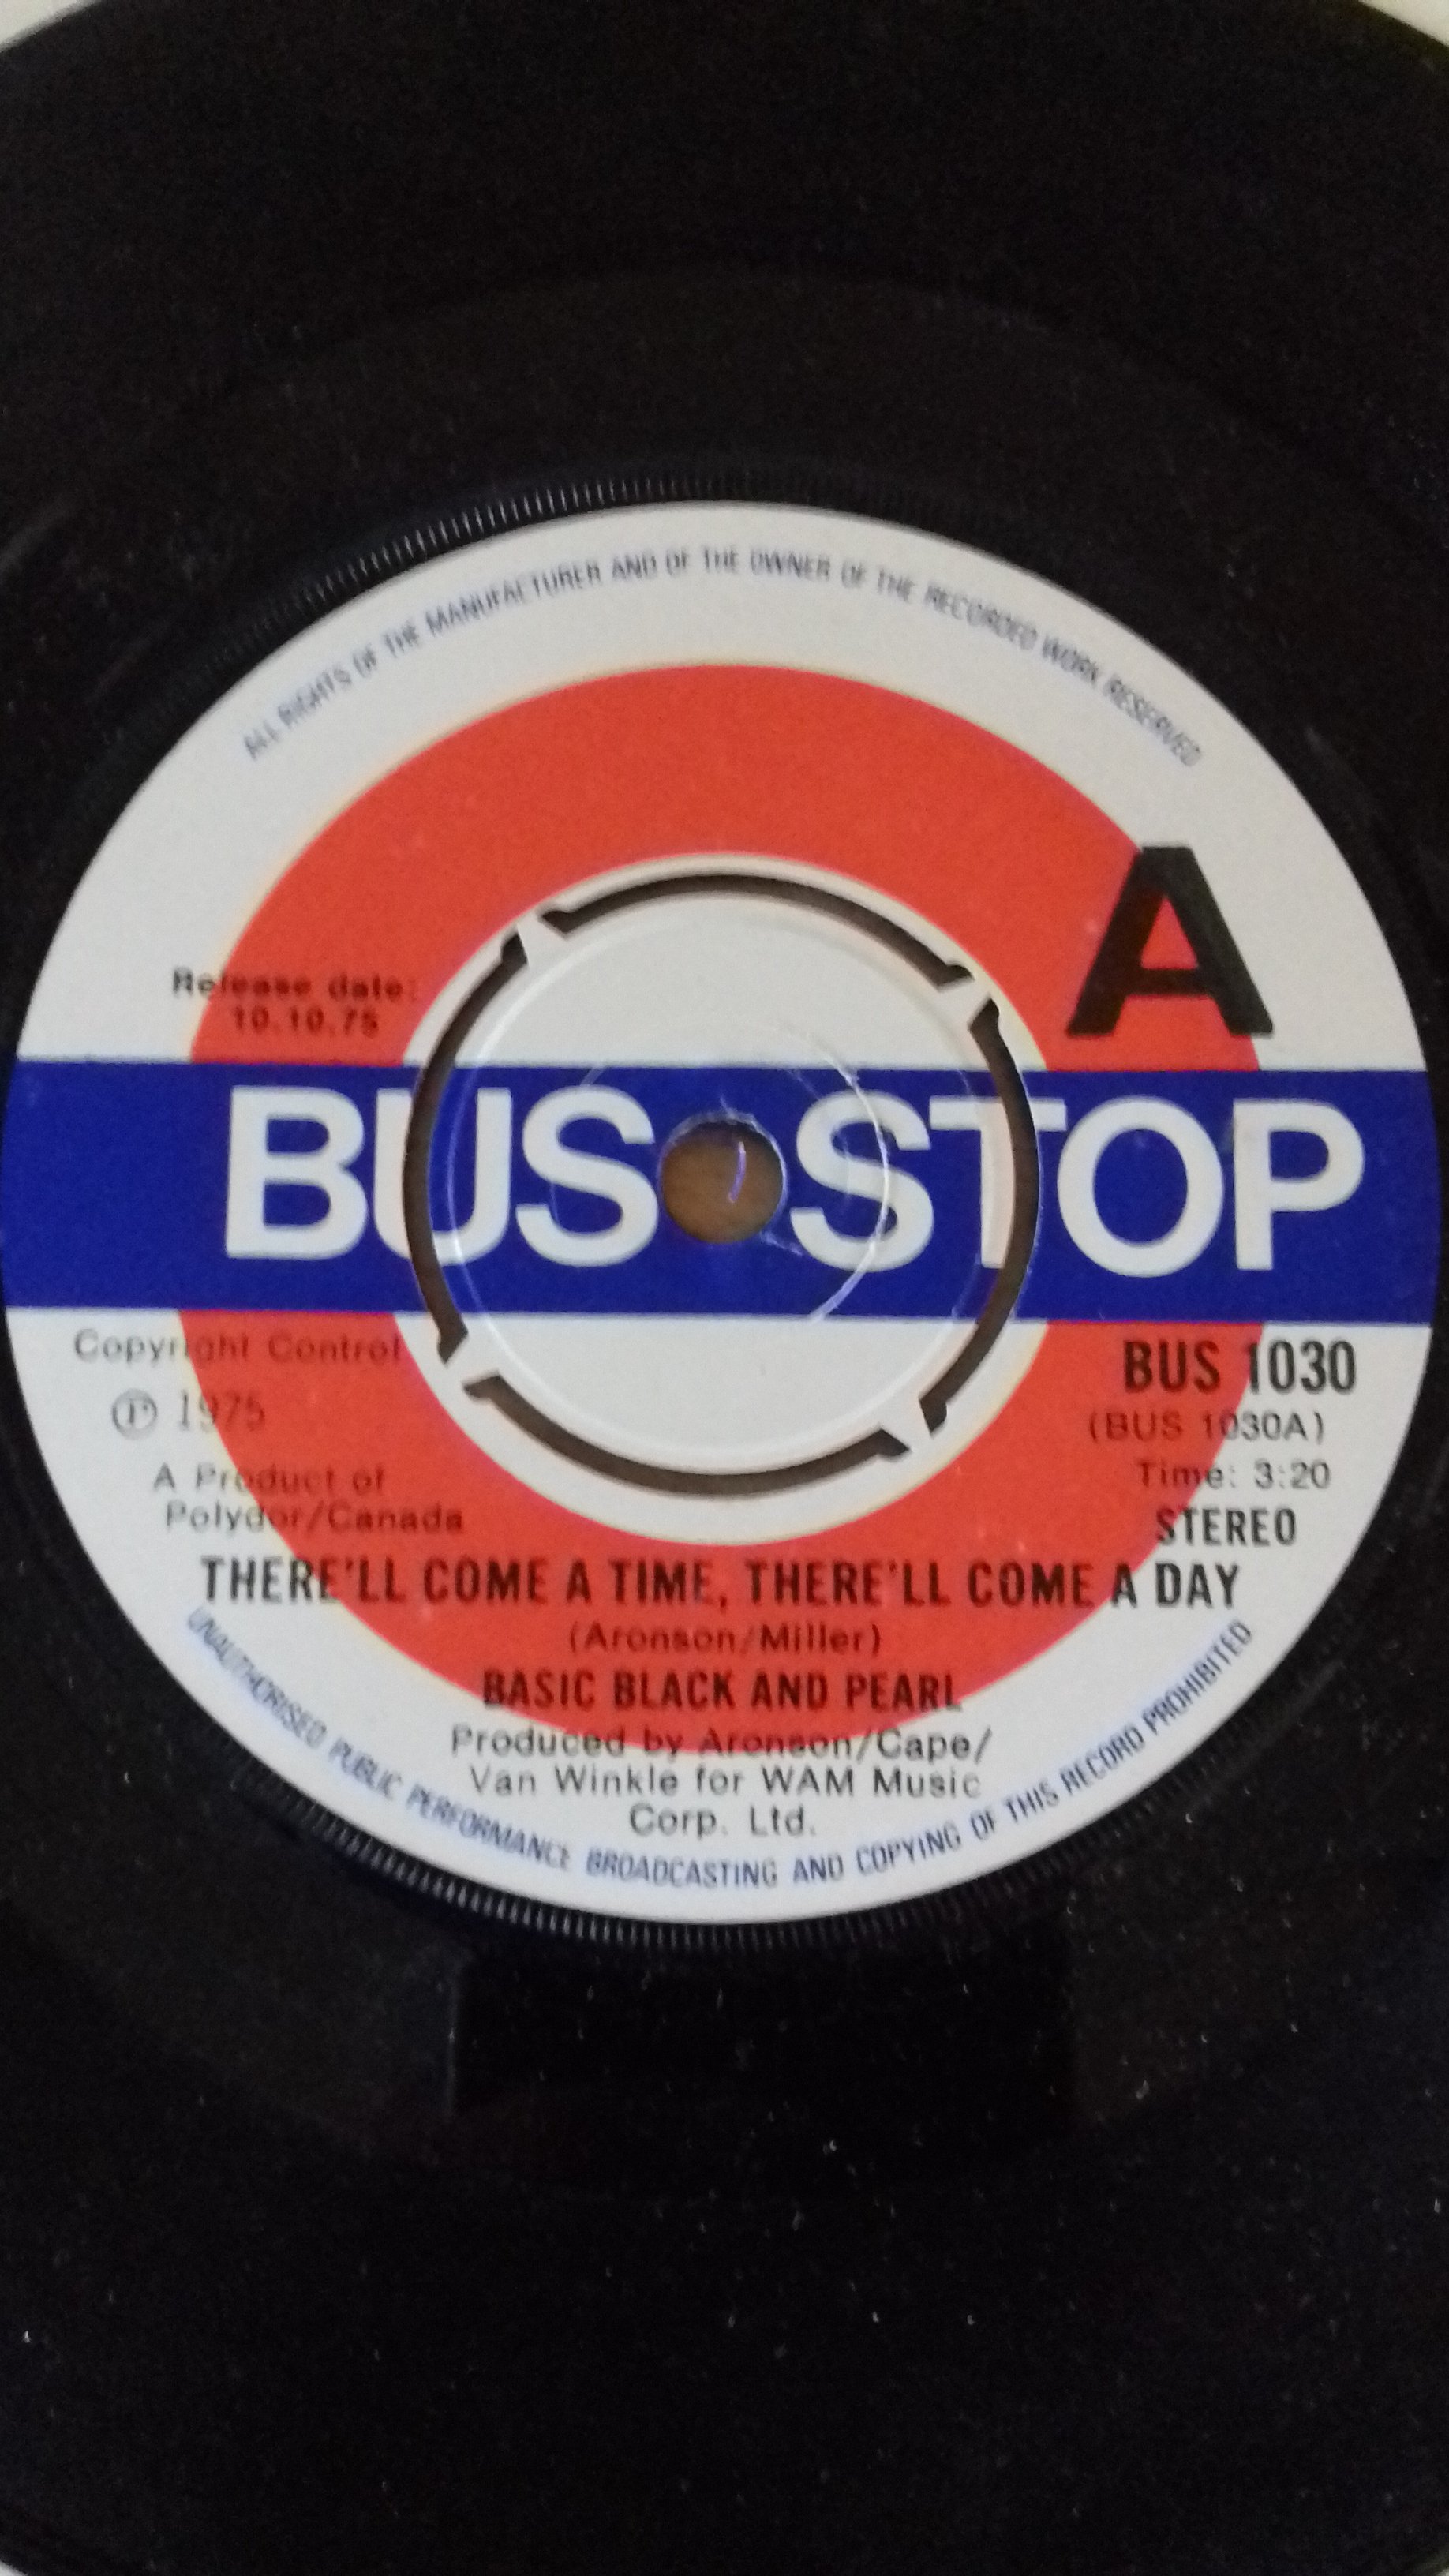 ALL RIGHTS OF THE MANUFACTURER AND OF THE OWNER OF THE RECORDED WORK RESERVED
A
Release date:
10.10.75
BUS STOP
Copyright Control
Ⓟ 1975
A Product of
Polydor/Canada
BUS 1030
(BUS 1030A)
Time: 3:20
STEREO
THERE'LL COME A TIME, THERE'LL COME A DAY
(Aronson/Miller)
BASIC BLACK AND PEARL
Produced by Aronson/Cape/
Van Winkle for WAM Music
Corp. Ltd.
UNAUTHORISED PUBLIC PERFORMANCE BROADCASTING AND COPYING OF THIS RECORD PROHIBITED